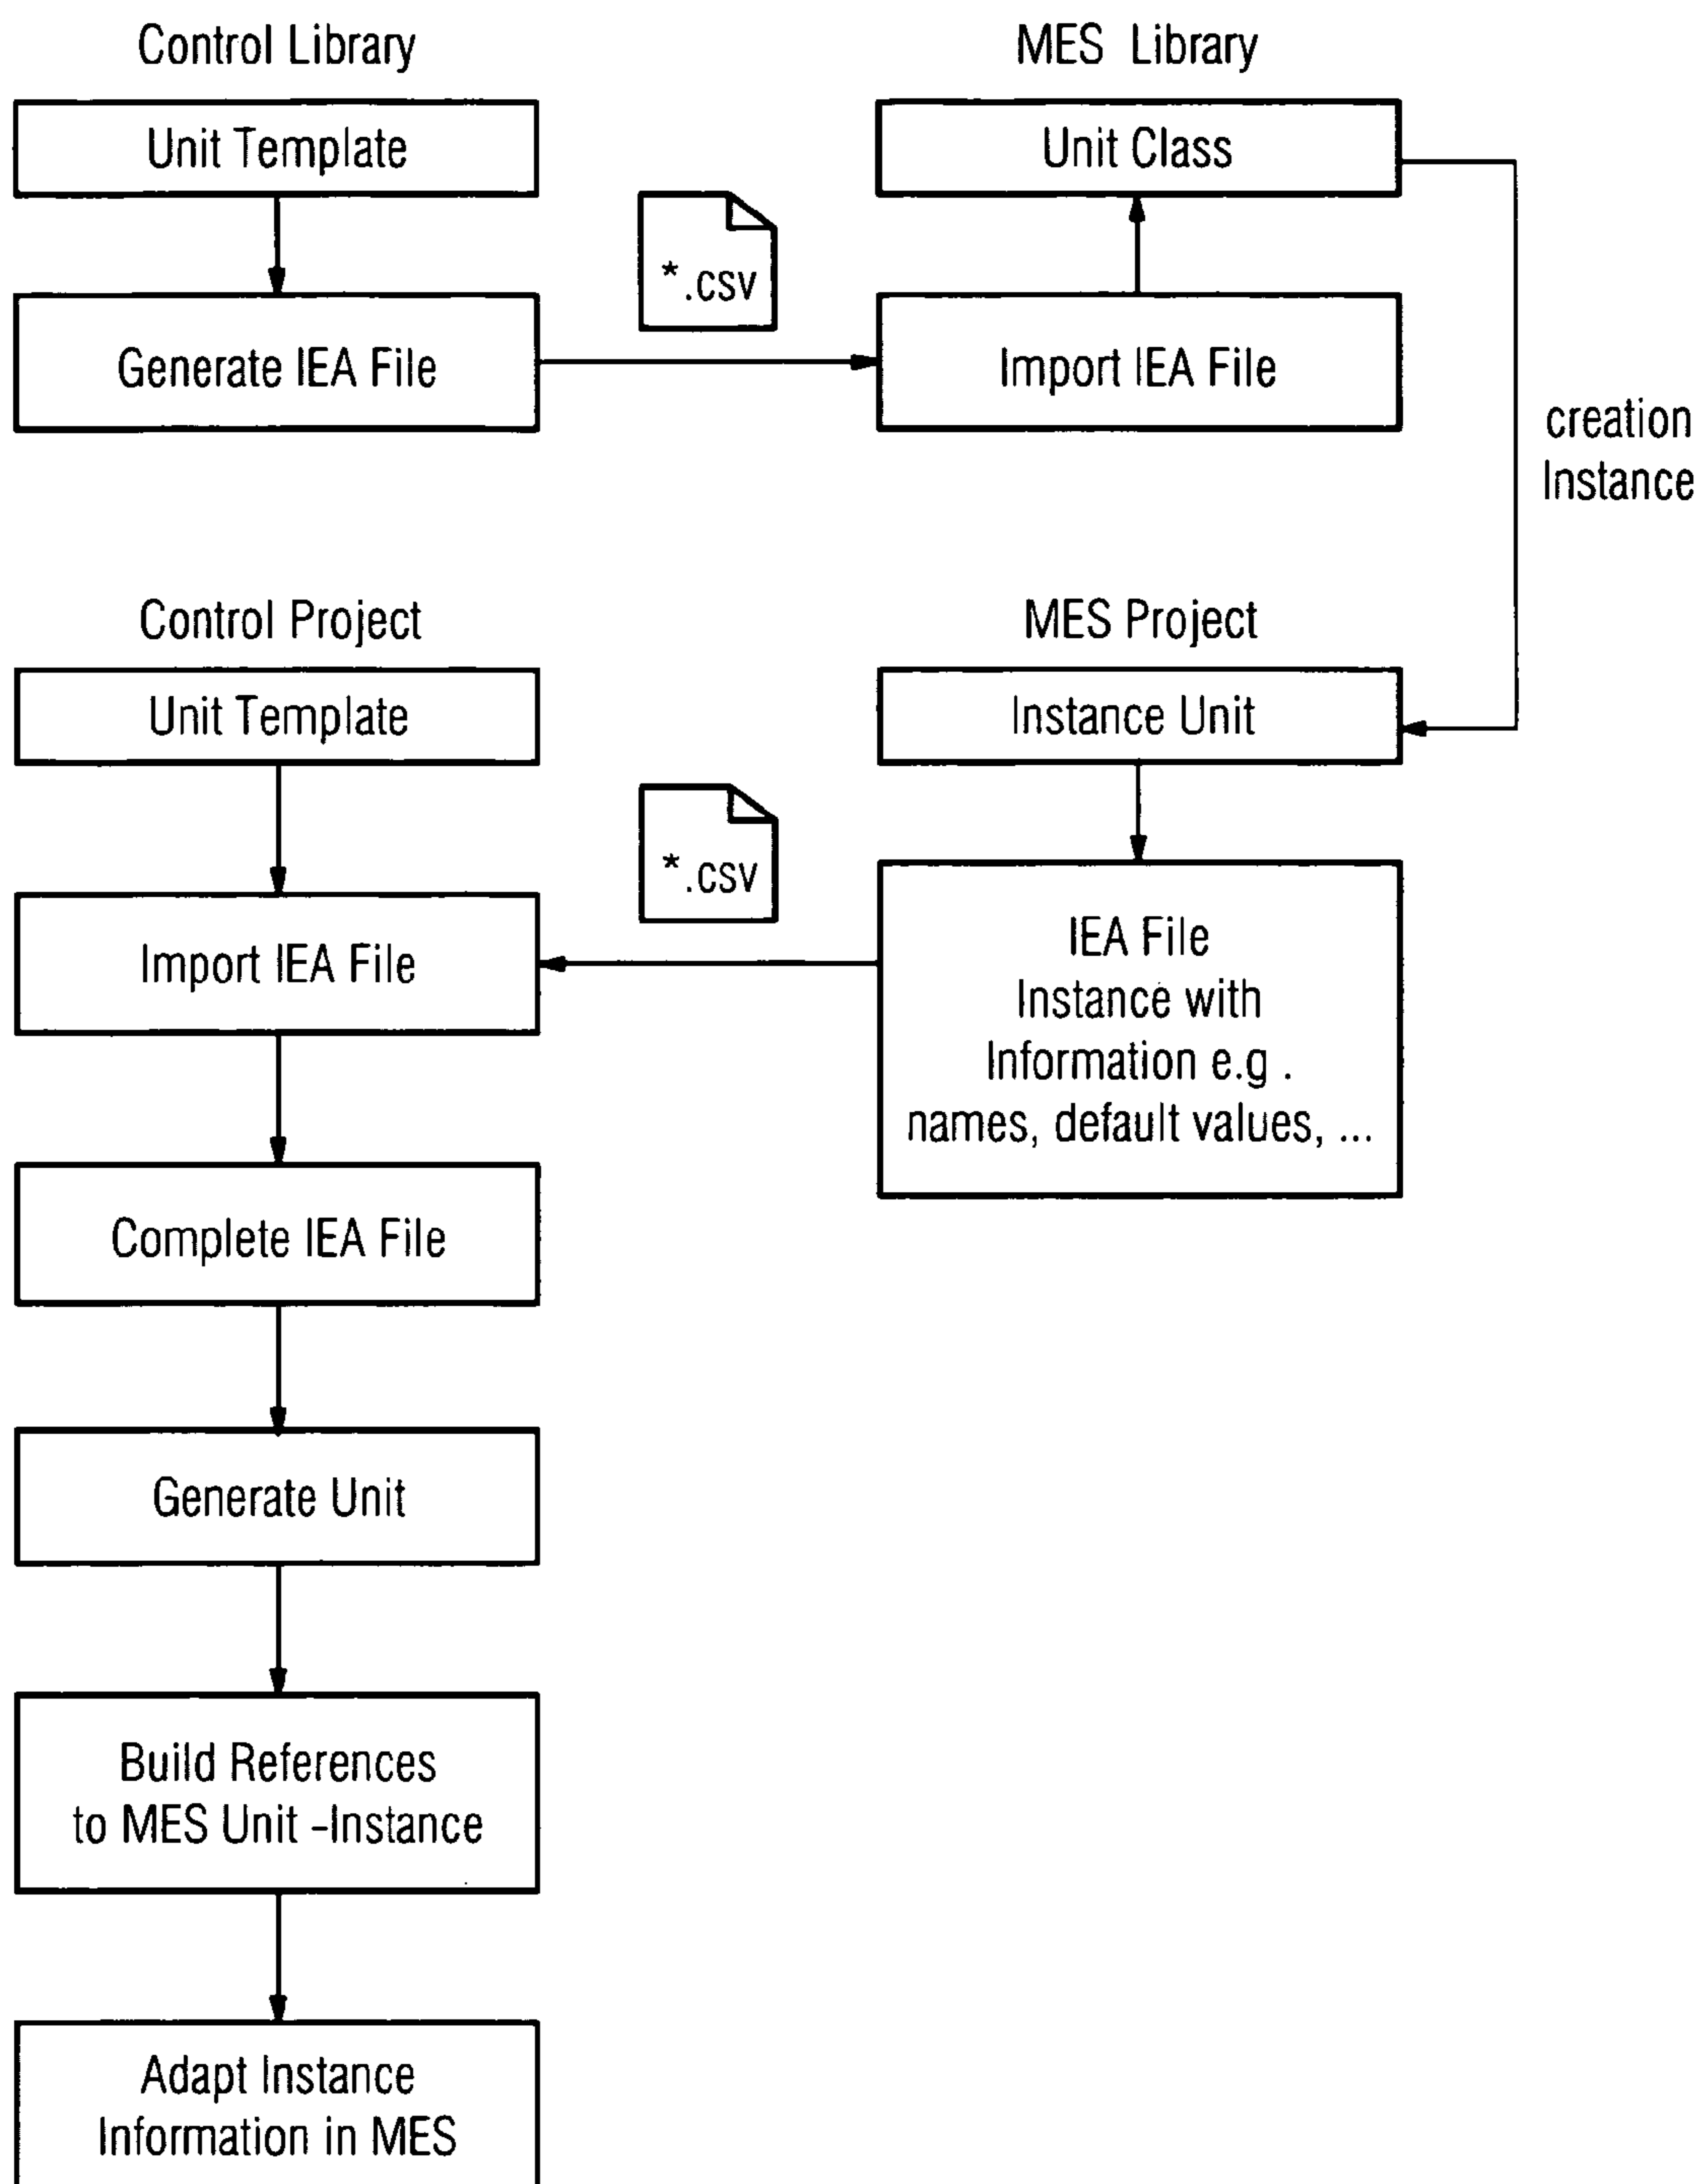 Control Library
MES Library
Unit Template
Unit Class
*.csv
Generate IEA File
Import IEA File
creation
Instance
Control Project
MES Project
Unit Template
Instance Unit
*.csv
Import IEA File
IEA File
Instance with
Information e.g .
names, default values, ...
Complete IEA File
Generate Unit
Build References
to MES Unit -Instance
Adapt Instance
Information in MES